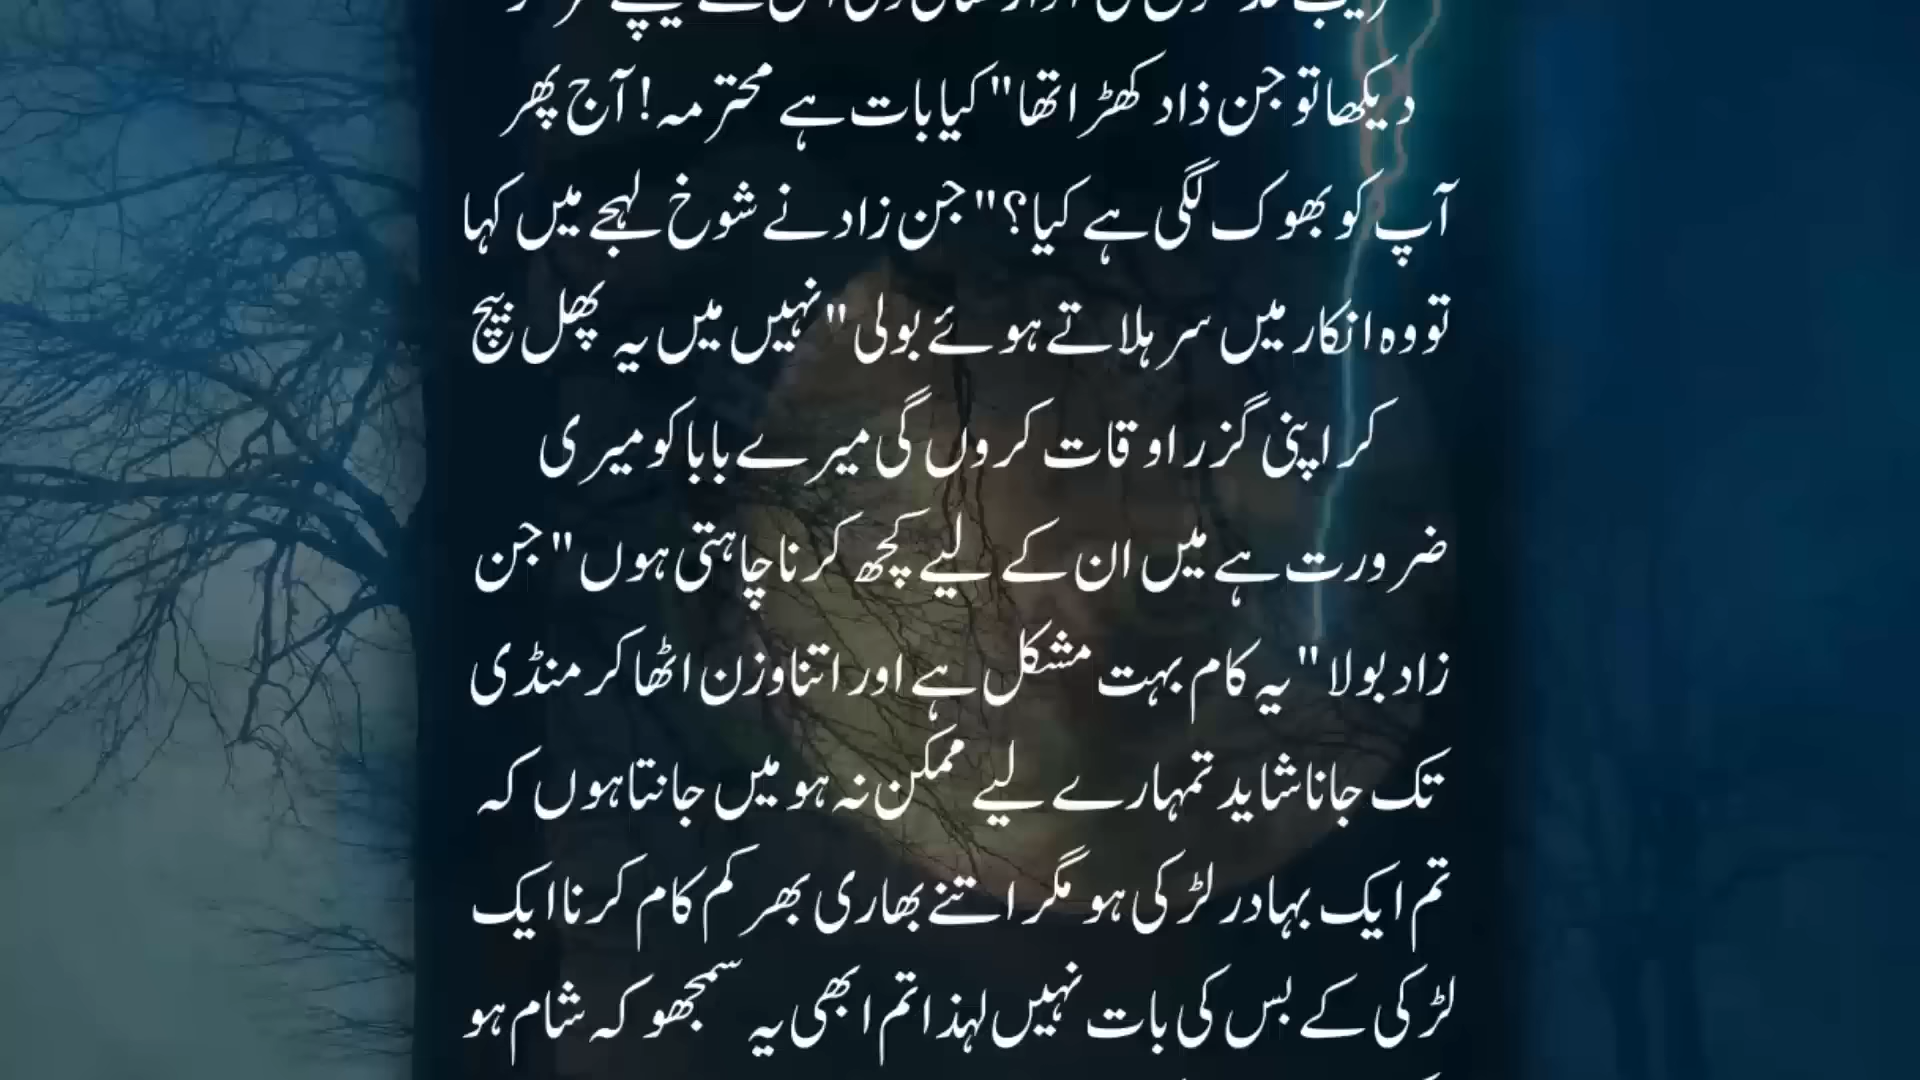 دیکھا تو جن ذاد کھڑا تھا "کیا بات ہے محترمہ! آج پھر
آپ کو بھوک لگی ہے کیا؟" جن زاد نے شوخ لہجے میں کہا
تو وہ انکار میں سر ہلاتے ہوئے بولی "نہیں میں یہ پھل بیچ
کر اپنی گزر اوقات کروں گی میرے بابا کو میری
ضرورت ہے میں ان کے لیے کچھ کرنا چاہتی ہوں" جن
زاد بولا "یہ کام بہت مشکل ہے اور اتنا وزن اٹھا کر منڈی
تک جانا شاید تمہارے لیے ممکن نہ ہو میں جانتا ہوں کہ
تم ایک بہادر لڑکی ہو مگر اتنے بھاری بھر کم کام کرنا ایک
لڑکی کے بس کی بات نہیں لہذا تم ابھی یہ سمجھو کہ شام ہو